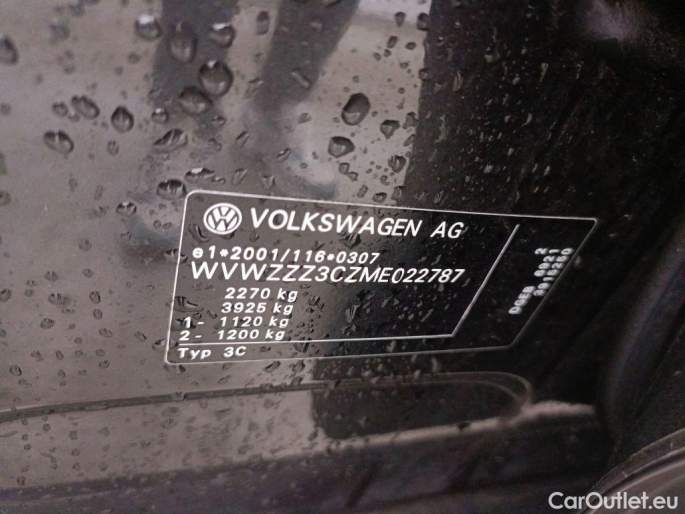 VOLKSWAGEN AG
e1*2001/116*0307
WVWZZZ3CZME022787
2270 kg
3925 kg
1 - 1120 kg
2 - 1200 kg
Typ 3C
CarOutlet.eu